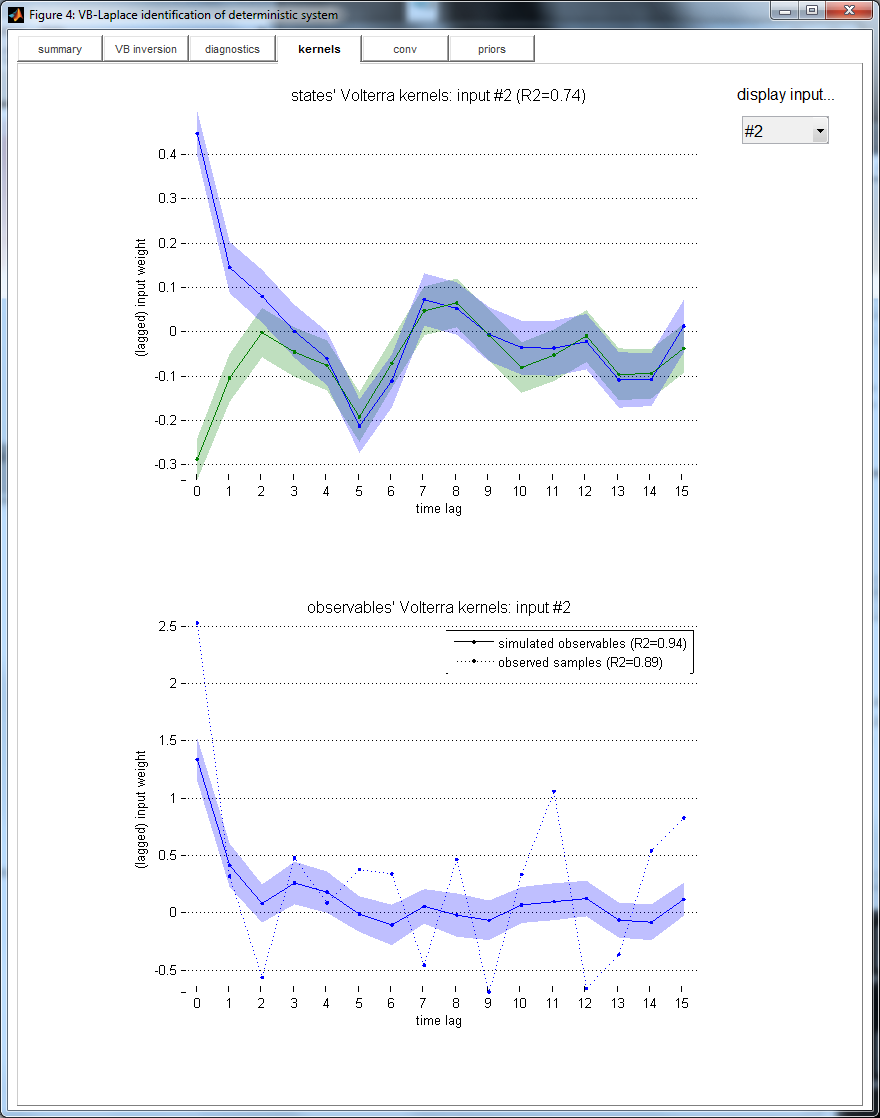 Figure 4: VB-Laplace identification of deterministic system
summary VB inversion diagnostics kernels conv priors
states' Volterra kernels: input #2 (R2=0.74)
display input...
#2
0.4
0.3
0.2
0.1
0
-0.1
-0.2
-0.3
(lagged) input weight
0 1 2 3 4 5 6 7 8 9 10 11 12 13 14 15
time lag
observables' Volterra kernels: input #2
simulated observables (R2=0.94)
observed samples (R2=0.89)
2.5
2
1.5
1
0.5
0
-0.5
(lagged) input weight
0 1 2 3 4 5 6 7 8 9 10 11 12 13 14 15
time lag